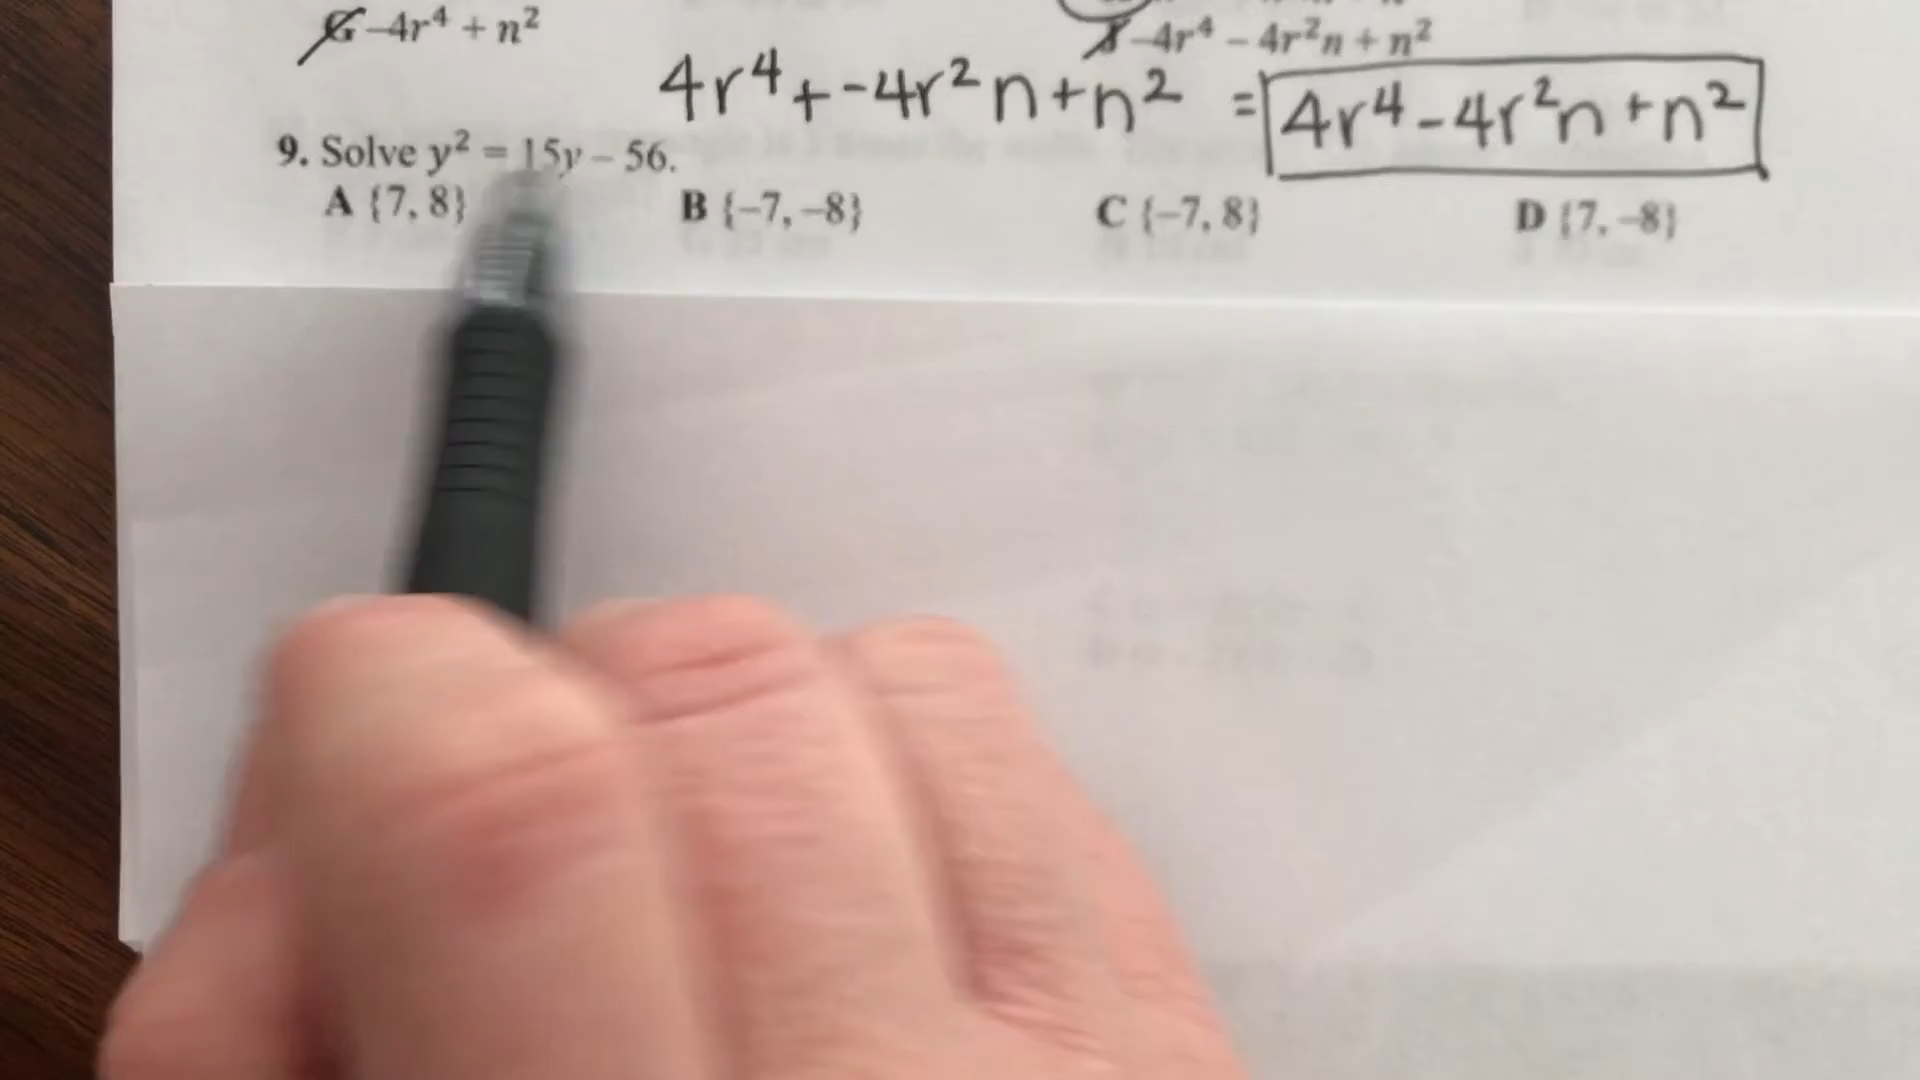 G –4r⁴ + n²
J –4r⁴ – 4r²n + n²
4r⁴ + -4r²n + n² = 4r⁴ - 4r²n + n²
9. Solve y² = 15y – 56.
A {7, 8} B {–7, –8} C {–7, 8} D {7, –8}